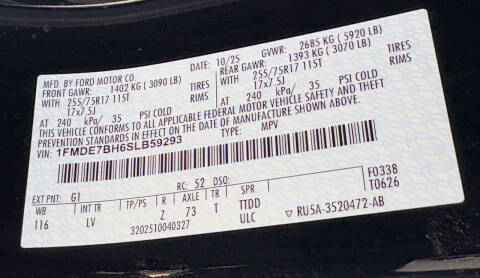 MFD. BY FORD MOTOR CO.
DATE: 10/25 GVWR: 2685 KG (5920 LB)
FRONT GAWR: 1402 KG (3090 LB) REAR GAWR: 1393 KG (3070 LB)
WITH 255/75R17 115T TIRES WITH 255/75R17 115T TIRES
17x7.5J RIMS 17x7.5J RIMS
AT 240 kPa/ 35 PSI COLD AT 240 kPa/ 35 PSI COLD
THIS VEHICLE CONFORMS TO ALL APPLICABLE FEDERAL MOTOR VEHICLE SAFETY AND THEFT
PREVENTION STANDARDS IN EFFECT ON THE DATE OF MANUFACTURE SHOWN ABOVE.
VIN: 1FMDE7BH6SLB59293 TYPE: MPV
F0338
T0626
EXT PNT: G1 RC: 52 DSO:
WB INT TR TP/PS R AXLE TR SPR
116 LV Z 73 T TTDD
3202510040327 ULC ▽ RU5A-3520472-AB